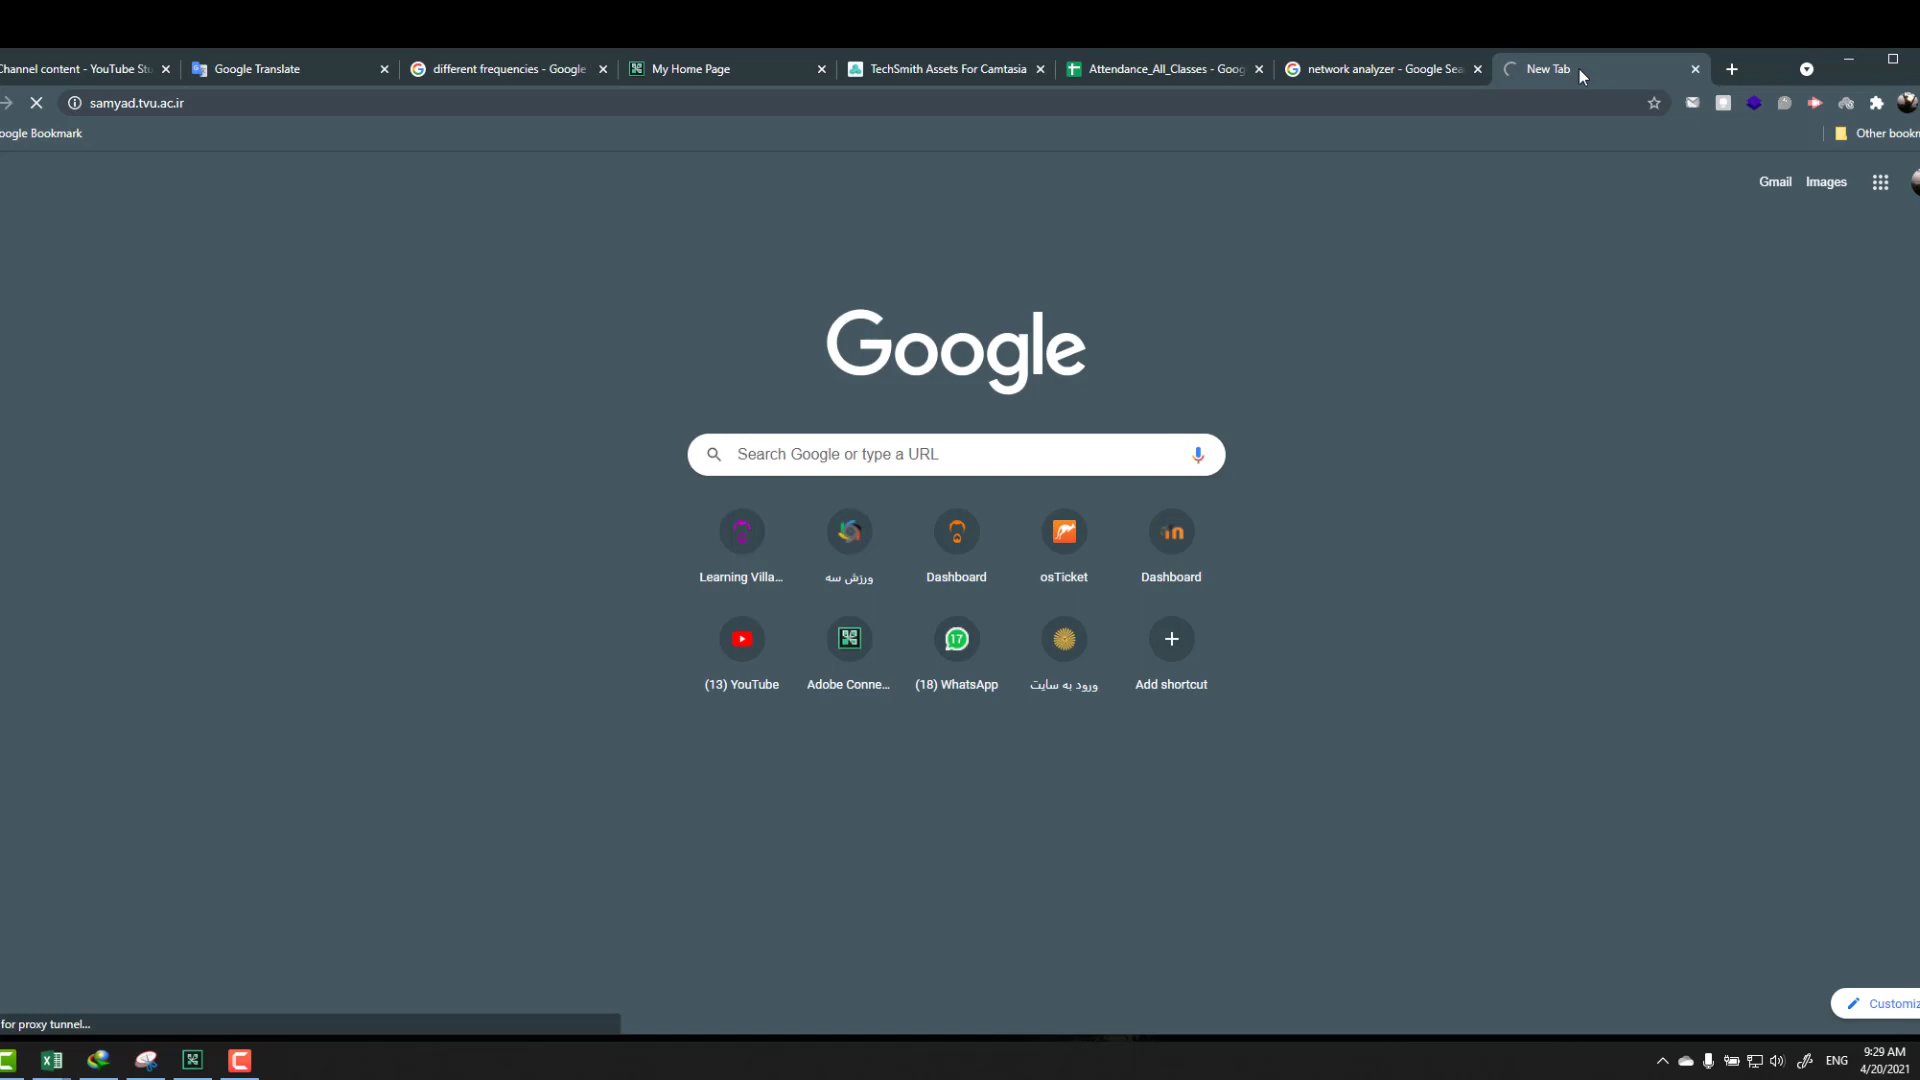 Channel content - YouTube Stu
Google Translate
different frequencies - Google
My Home Page
TechSmith Assets For Camtasia
Attendance_All_Classes - Goog
network analyzer - Google Sea
New Tab
samyad.tvu.ac.ir
oogle Bookmark
Other bookn
Gmail
Images
Google
Search Google or type a URL
Learning Villa...
ورزش سه
Dashboard
osTicket
Dashboard
17
(13) YouTube
Adobe Conne...
(18) WhatsApp
ورود به سایت
Add shortcut
Customiz
for proxy tunnel...
ENG
9:29 AM
4/20/2021